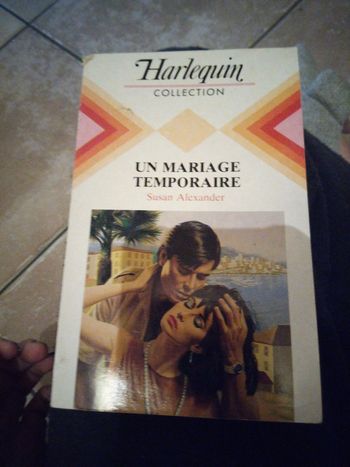 Harlequin
COLLECTION
UN MARIAGE
TEMPORAIRE
Susan Alexander